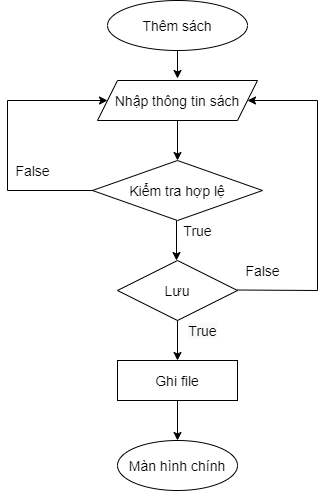 Thêm sách
Nhập thông tin sách
False
Kiểm tra hợp lệ
True
False
Lưu
True
Ghi file
Màn hình chính